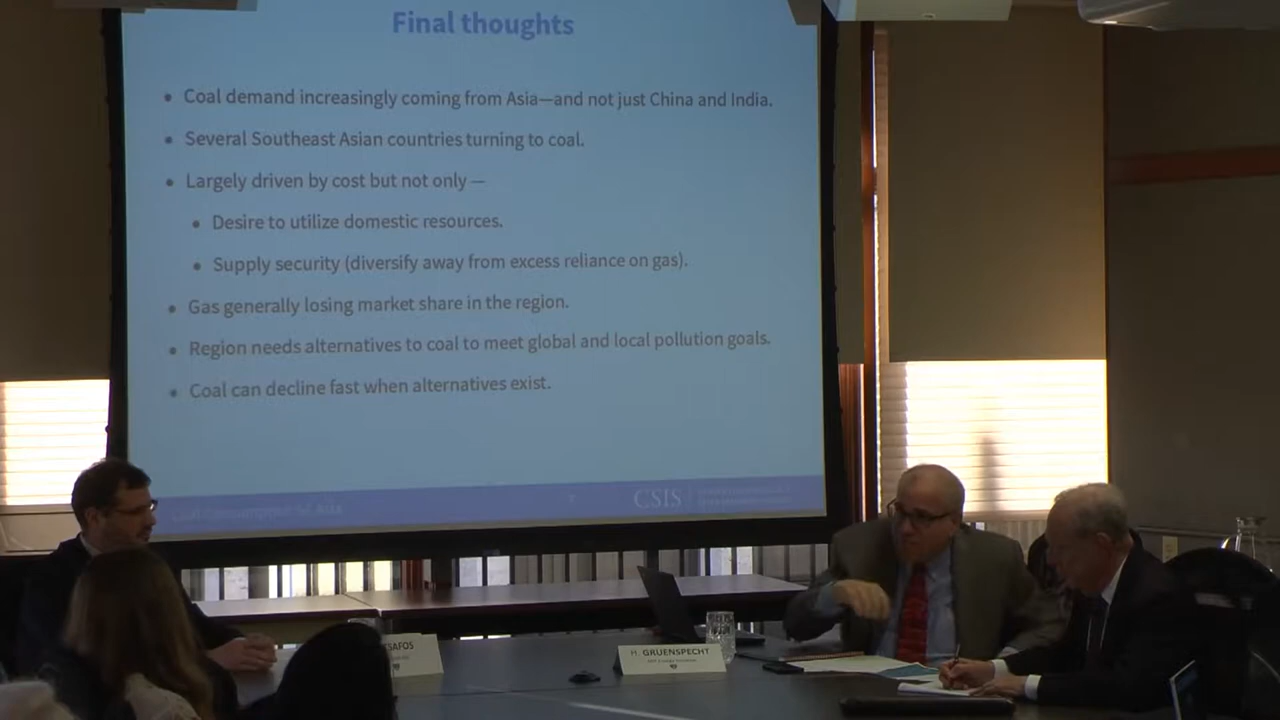 Final thoughts
• Coal demand increasingly coming from Asia—and not just China and India.
• Several Southeast Asian countries turning to coal.
• Largely driven by cost but not only —
• Desire to utilize domestic resources.
• Supply security (diversify away from excess reliance on gas).
• Gas generally losing market share in the region.
• Region needs alternatives to coal to meet global and local pollution goals.
• Coal can decline fast when alternatives exist.
CSIS
SAFOS
H. GRUENSPECHT